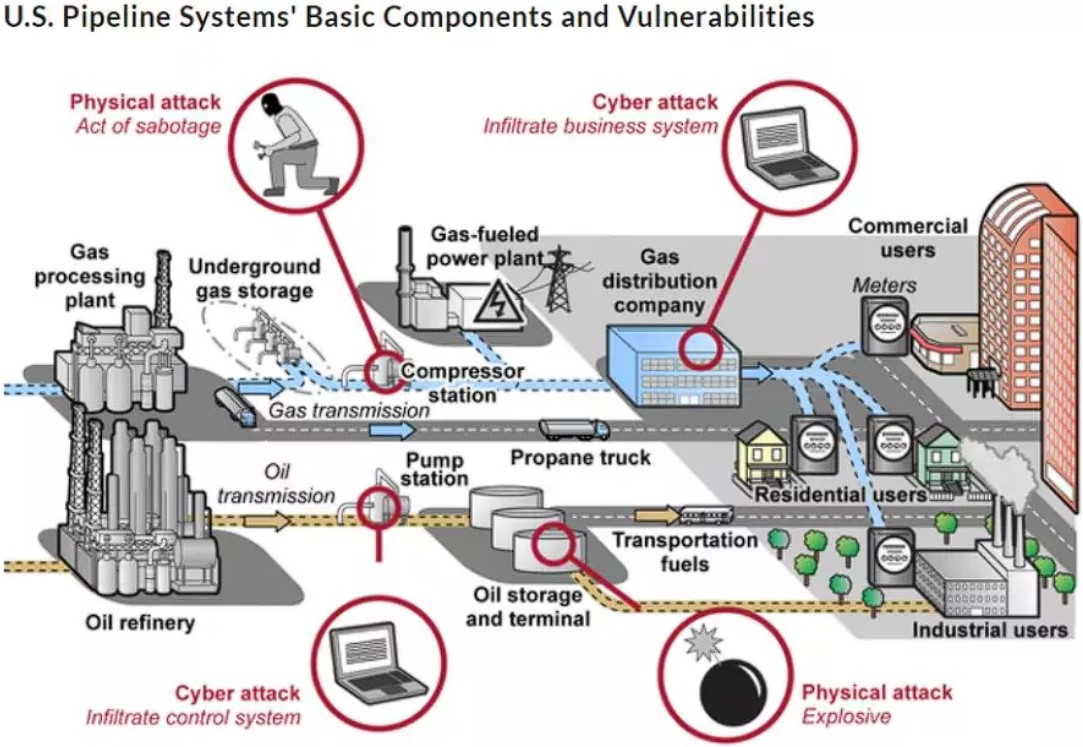 U.S. Pipeline Systems' Basic Components and Vulnerabilities
Physical attack
Act of sabotage
Cyber attack
Infiltrate business system
Gas
processing
plant
Underground
gas storage
Gas-fueled
power plant
Gas
distribution
company
Commercial
users
Meters
Compressor
station
Gas transmission
Propane truck
Oil
transmission
Pump
station
Residential users
Transportation
fuels
Oil refinery
Oil storage
and terminal
Industrial users
Cyber attack
Infiltrate control system
Physical attack
Explosive